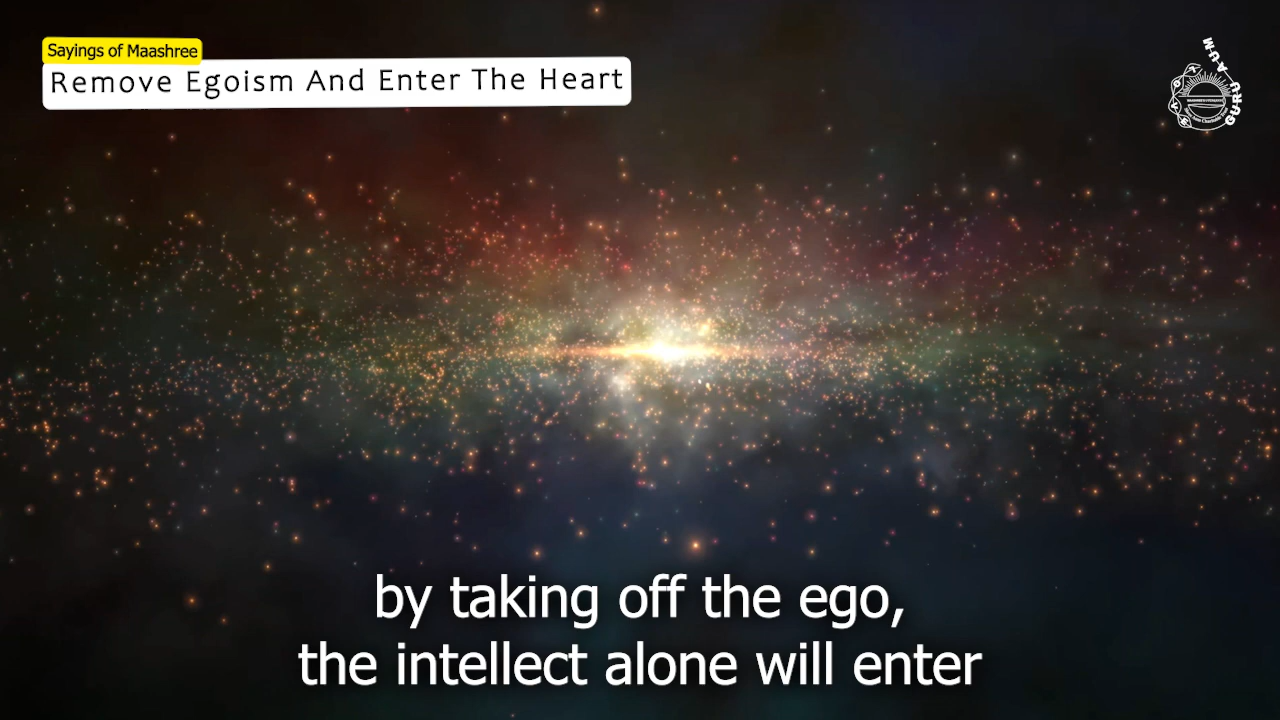 Sayings of Maashree
Remove Egoism And Enter The Heart
GURU A-U-M
by taking off the ego,
the intellect alone will enter